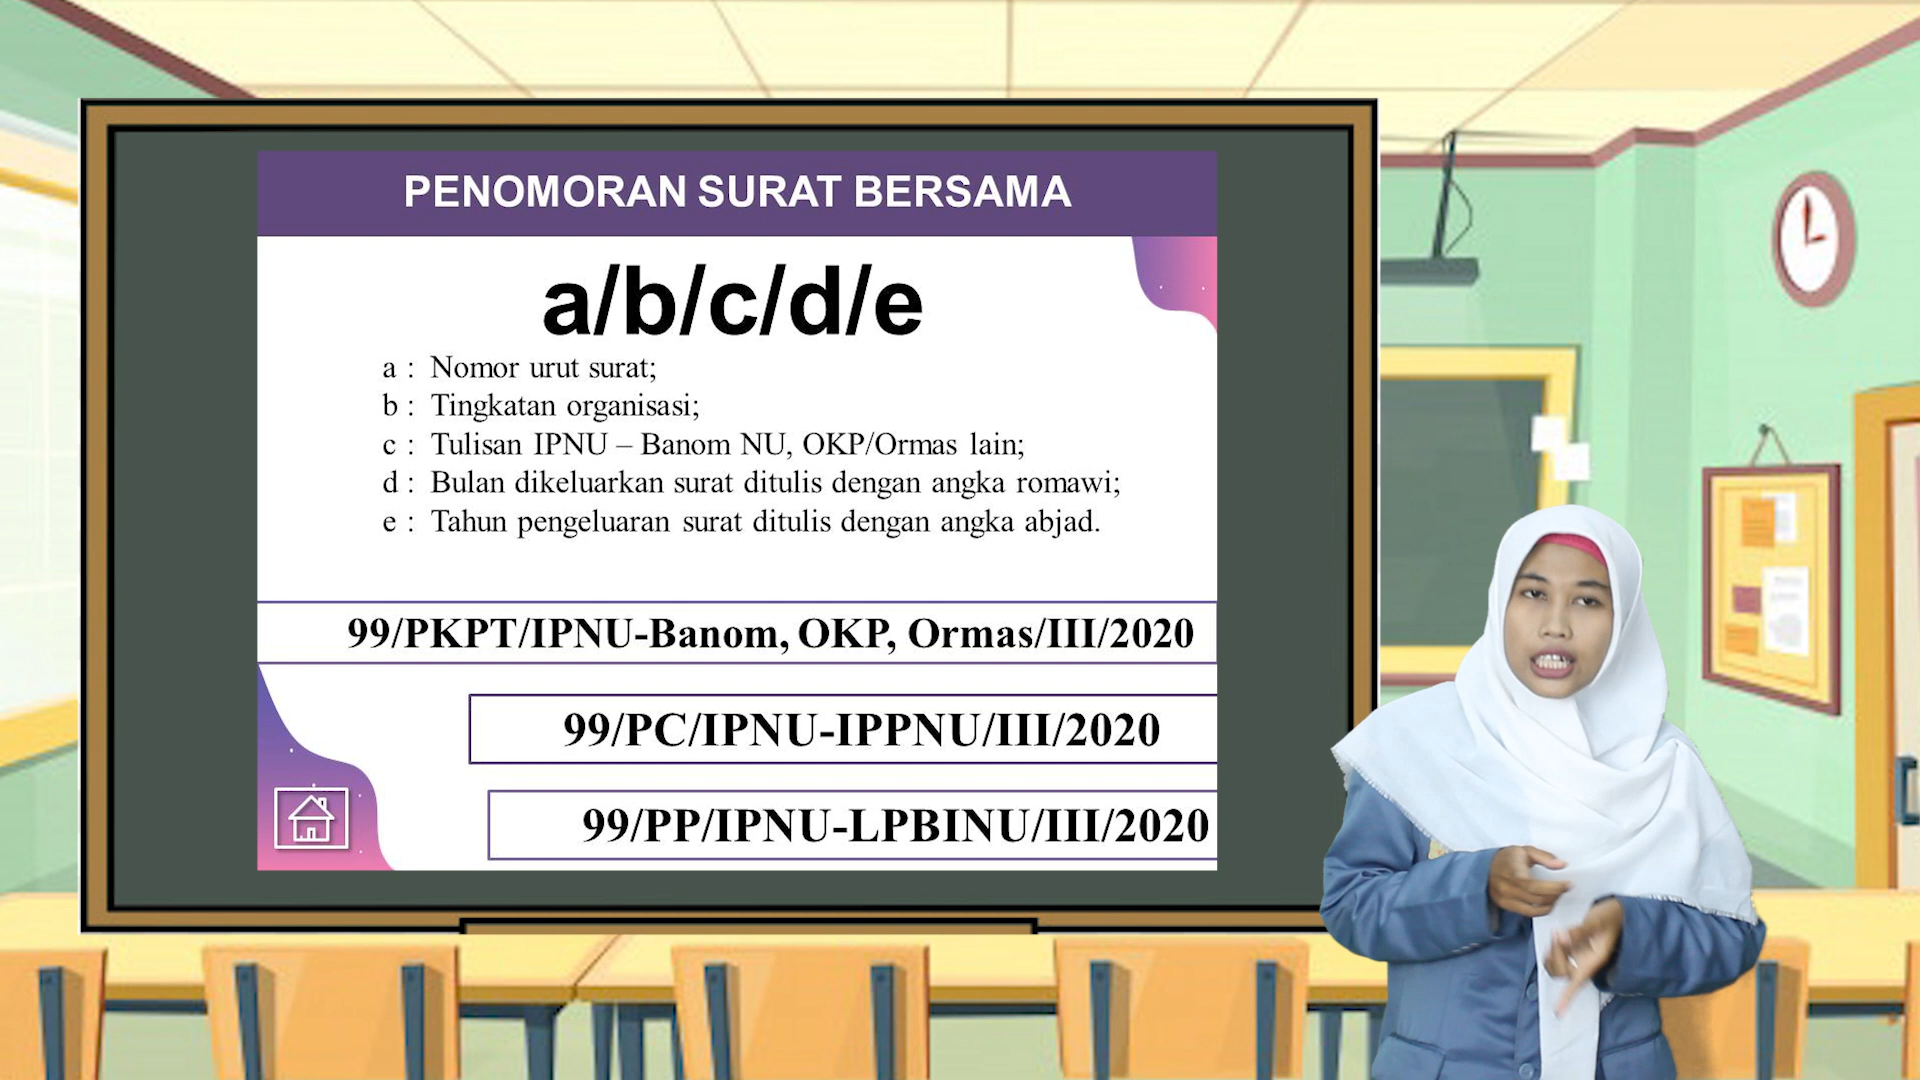 PENOMORAN SURAT BERSAMA
a/b/c/d/e
a : Nomor urut surat;
b : Tingkatan organisasi;
c : Tulisan IPNU – Banom NU, OKP/Ormas lain;
d : Bulan dikeluarkan surat ditulis dengan angka romawi;
e : Tahun pengeluaran surat ditulis dengan angka abjad.
99/PKPT/IPNU-Banom, OKP, Ormas/III/2020
99/PC/IPNU-IPPNU/III/2020
99/PP/IPNU-LPBINU/III/2020